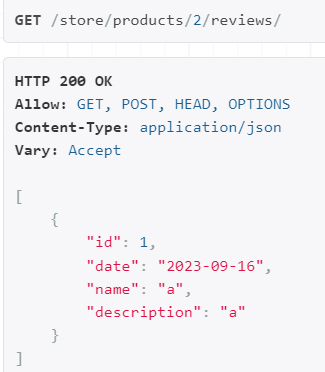 GET /store/products/2/reviews/
HTTP 200 OK
Allow: GET, POST, HEAD, OPTIONS
Content-Type: application/json
Vary: Accept
[
    {
        "id": 1,
        "date": "2023-09-16",
        "name": "a",
        "description": "a"
    }
]